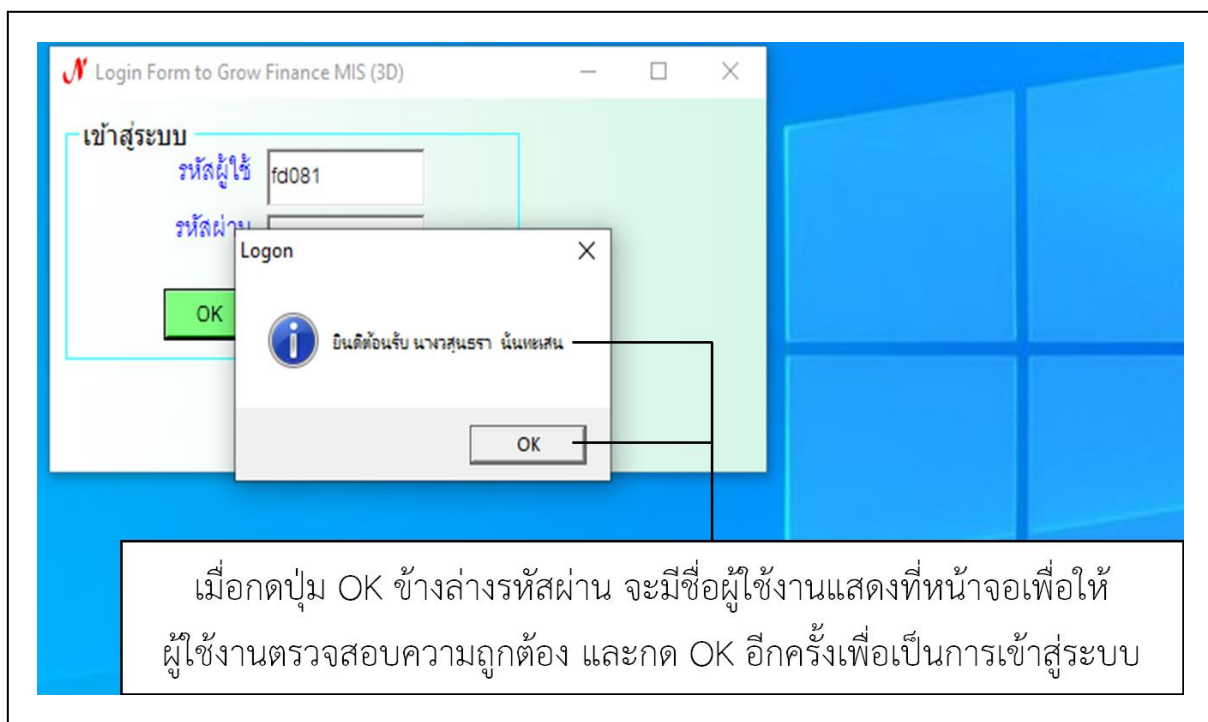 N Login Form to Grow Finance MIS (3D)
เข้าสู่ระบบ
รหัสผู้ใช้ fd081
รหัสผ่าน
Logon
OK
ยินดีต้อนรับ นางวสุนธรา นันทะเสน
OK
เมื่อกดปุ่ม OK ข้างล่างรหัสผ่าน จะมีชื่อผู้ใช้งานแสดงที่หน้าจอเพื่อให้
ผู้ใช้งานตรวจสอบความถูกต้อง และกด OK อีกครั้งเพื่อเป็นการเข้าสู่ระบบ